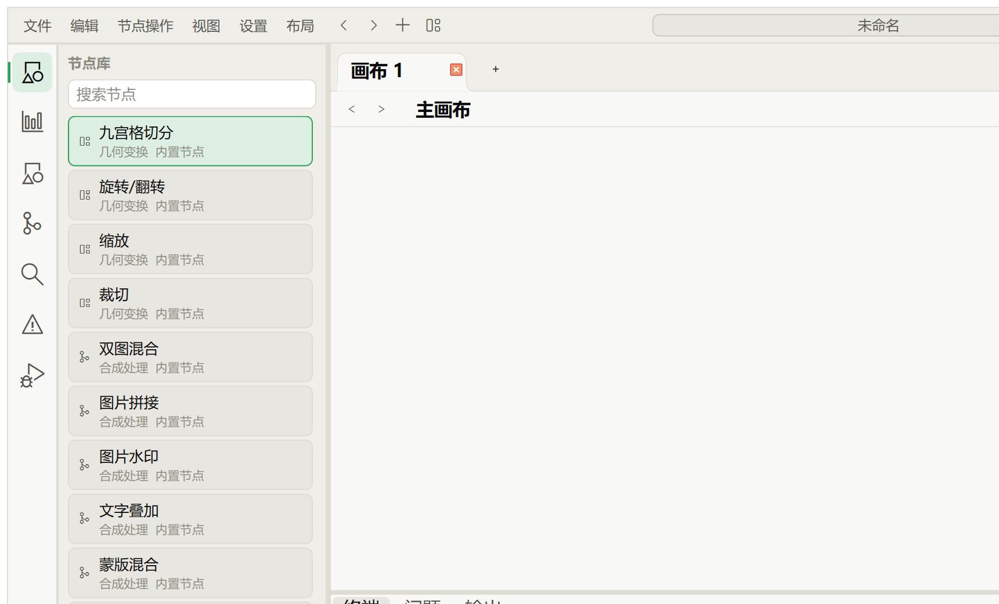 文件 编辑 节点操作 视图 设置 布局 未命名
节点库
搜索节点
九宫格切分
几何变换 内置节点
旋转/翻转
几何变换 内置节点
缩放
几何变换 内置节点
裁切
几何变换 内置节点
双图混合
合成处理 内置节点
图片拼接
合成处理 内置节点
图片水印
合成处理 内置节点
文字叠加
合成处理 内置节点
蒙版混合
合成处理 内置节点
画布 1 +
< > 主画布
终端 问题 输出